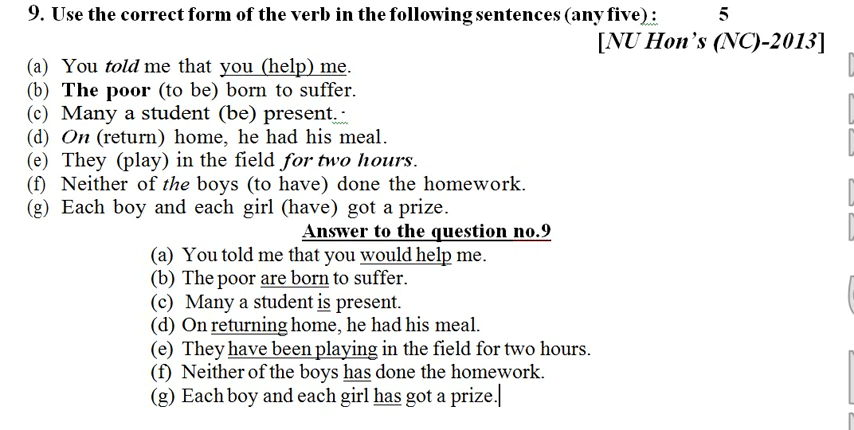 9. Use the correct form of the verb in the following sentences (any five) : 5
[NU Hon's (NC)-2013]
(a) You told me that you (help) me.
(b) The poor (to be) born to suffer.
(c) Many a student (be) present.
(d) On (return) home, he had his meal.
(e) They (play) in the field for two hours.
(f) Neither of the boys (to have) done the homework.
(g) Each boy and each girl (have) got a prize.
Answer to the question no.9
(a) You told me that you would help me.
(b) The poor are born to suffer.
(c) Many a student is present.
(d) On returning home, he had his meal.
(e) They have been playing in the field for two hours.
(f) Neither of the boys has done the homework.
(g) Each boy and each girl has got a prize.